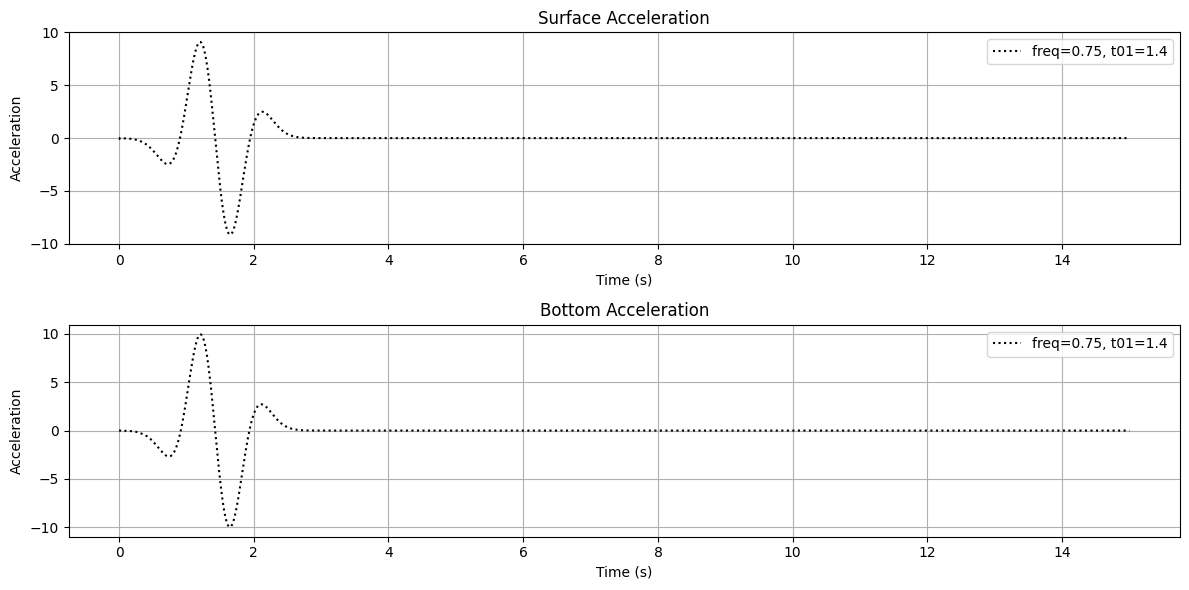 Surface Acceleration
freq=0.75, t01=1.4
Acceleration
10
5
0
−5
−10
0 2 4 6 8 10 12 14
Time (s)
Bottom Acceleration
freq=0.75, t01=1.4
Acceleration
10
5
0
−5
−10
0 2 4 6 8 10 12 14
Time (s)